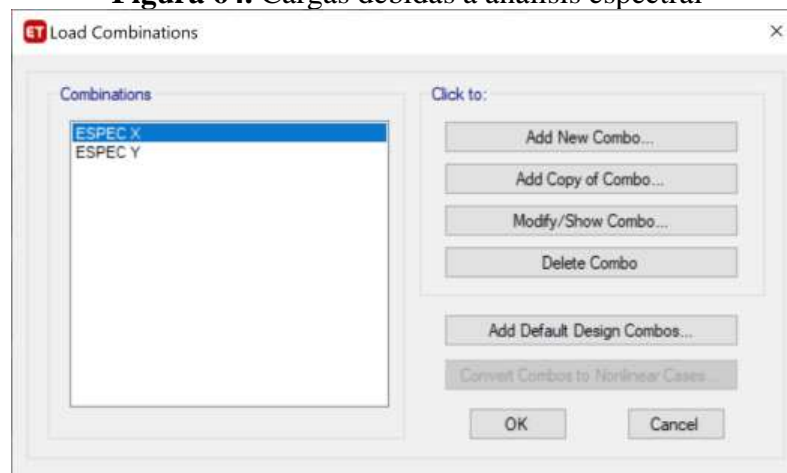 Figura 64. Cargas debidas a análisis espectral
ET Load Combinations
Combinations
ESPEC X
ESPEC Y
Click to:
Add New Combo...
Add Copy of Combo...
Modify/Show Combo...
Delete Combo
Add Default Design Combos...
Convert Combos to Nonlinear Cases...
OK
Cancel